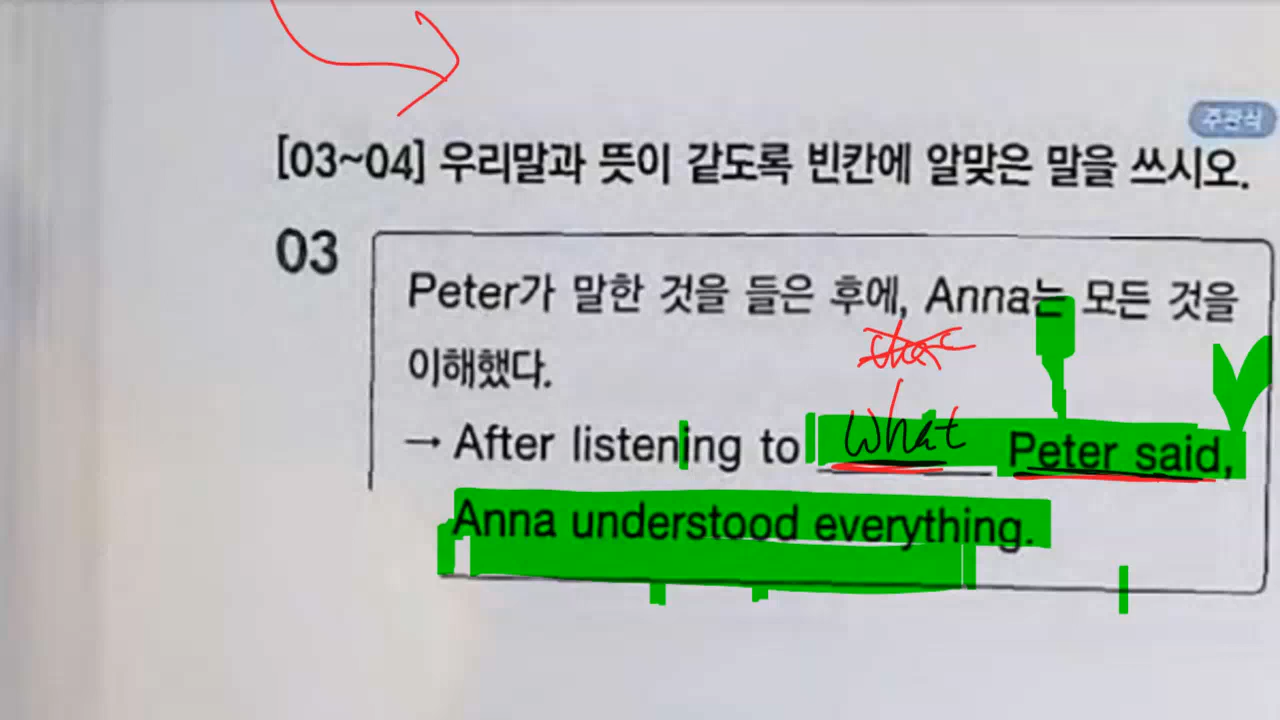 주관식
[03~04] 우리말과 뜻이 같도록 빈칸에 알맞은 말을 쓰시오.
03
Peter가 말한 것을 들은 후에, Anna는 모든 것을
이해했다.
→ After listening to what Peter said,
Anna understood everything.